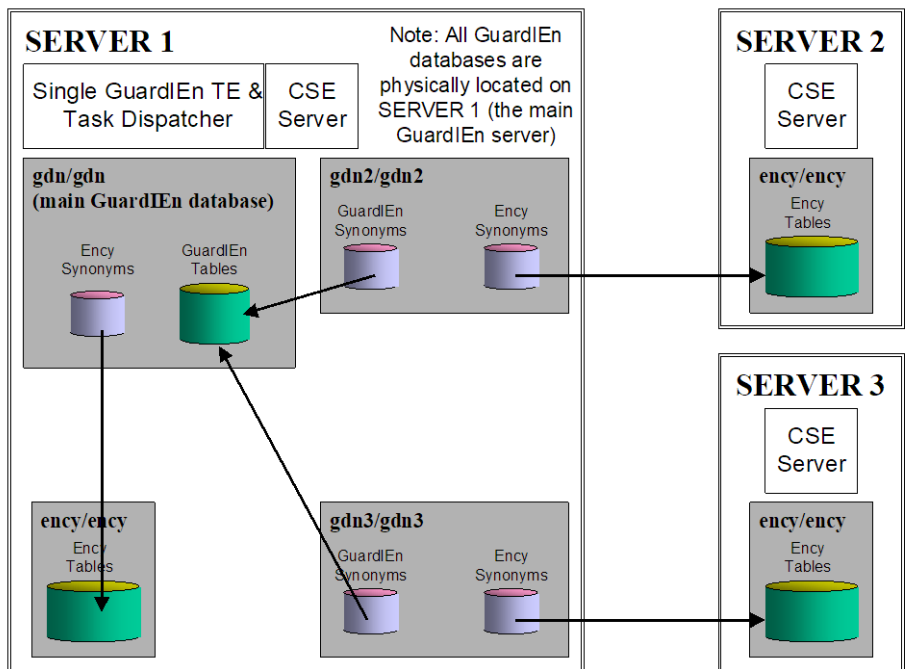 SERVER 1
Single GuardIEn TE &
Task Dispatcher
CSE
Server
Note: All GuardIEn
databases are
physically located on
SERVER 1 (the main
GuardIEn server)
gdn/gdn
(main GuardIEn database)
Ency
Synonyms
GuardIEn
Tables
gdn2/gdn2
GuardIEn
Synonyms
Ency
Synonyms
ency/ency
Ency
Tables
gdn3/gdn3
GuardIEn
Synonyms
Ency
Synonyms
SERVER 2
CSE
Server
ency/ency
Ency
Tables
SERVER 3
CSE
Server
ency/ency
Ency
Tables